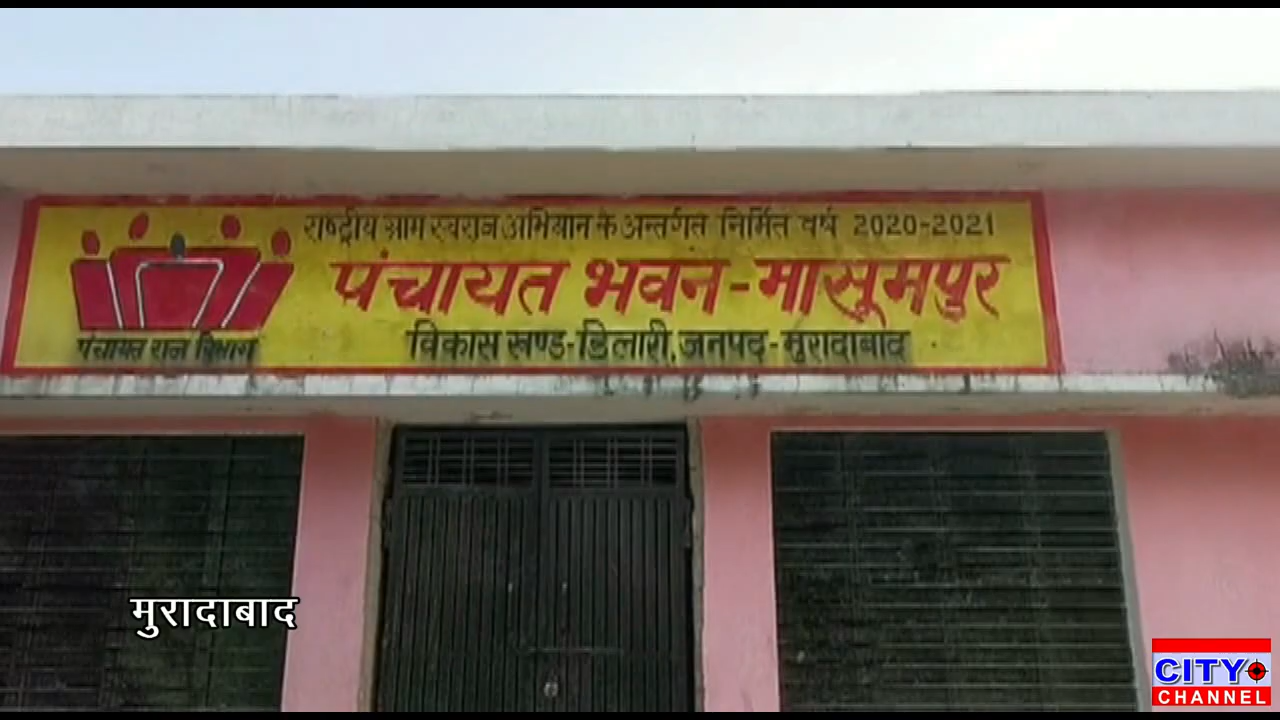 राष्ट्रीय ग्राम स्वराज अभियान के अन्तर्गत निर्मित वर्ष 2020-2021
पंचायत भवन-मासूमपुर
पंचायत राज विभाग
विकास खण्ड-डिलारी, जनपद-मुरादाबाद
मुरादाबाद
CITY
CHANNEL